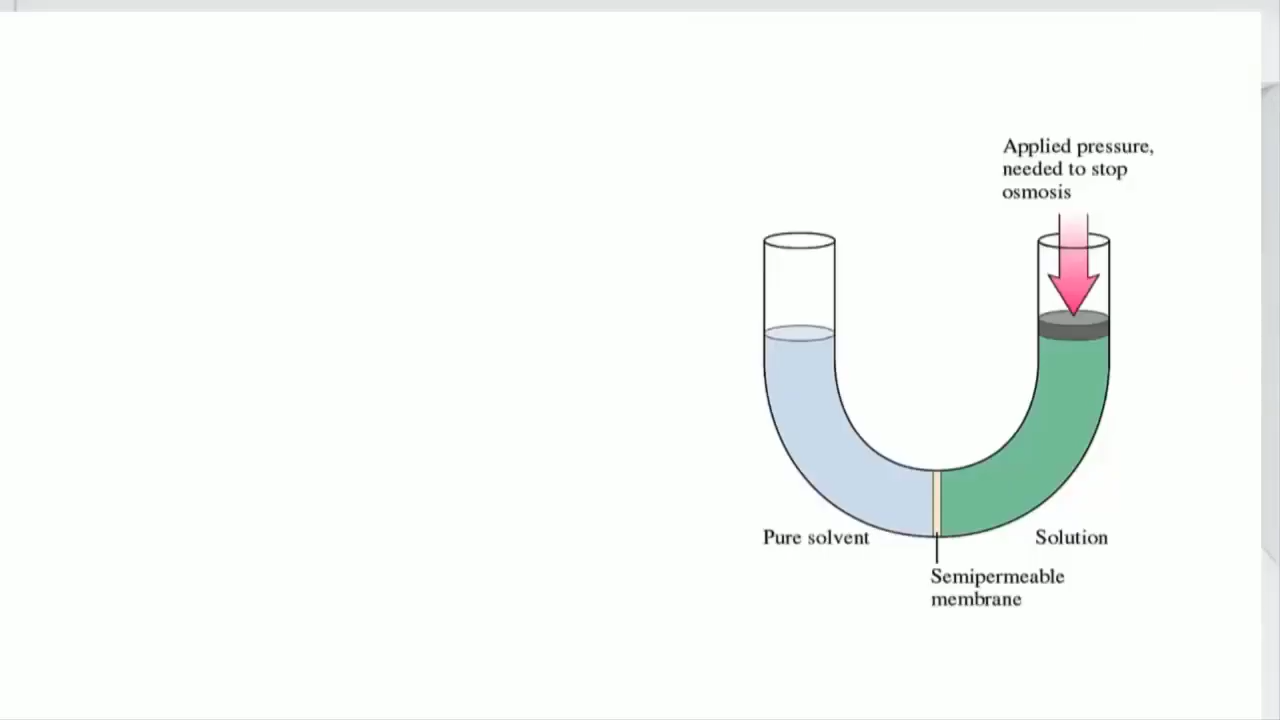 Applied pressure,
needed to stop
osmosis
Pure solvent
Solution
Semipermeable
membrane